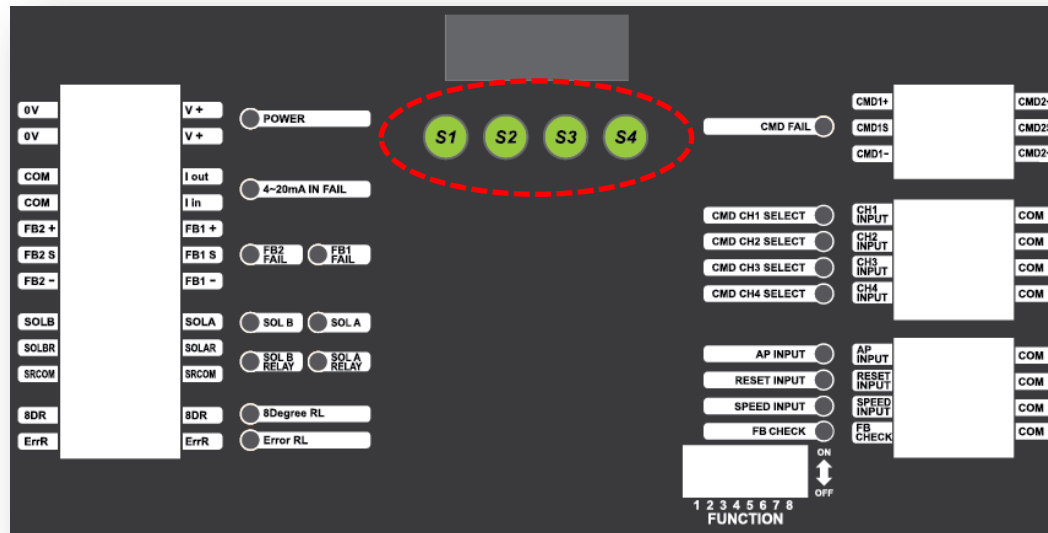 0V
V +
0V
V +
COM
I out
COM
I in
FB2 +
FB1 +
FB2 S
FB1 S
FB2 −
FB1 −
SOLB
SOLA
SOLBR
SOLAR
SRCOM
SRCOM
8DR
8DR
ErrR
ErrR
POWER
4~20mA IN FAIL
FB2
FAIL
FB1
FAIL
SOL B
SOL A
SOL B
RELAY
SOL A
RELAY
8Degree RL
Error RL
S1 S2 S3 S4
CMD FAIL
CMD CH1 SELECT
CMD CH2 SELECT
CMD CH3 SELECT
CMD CH4 SELECT
AP INPUT
RESET INPUT
SPEED INPUT
FB CHECK
CMD1+
CMD1S
CMD1−
CH1
INPUT
CH2
INPUT
CH3
INPUT
CH4
INPUT
AP
INPUT
RESET
INPUT
SPEED
INPUT
FB
CHECK
COM
COM
COM
COM
COM
COM
COM
COM
ON
OFF
1 2 3 4 5 6 7 8
FUNCTION